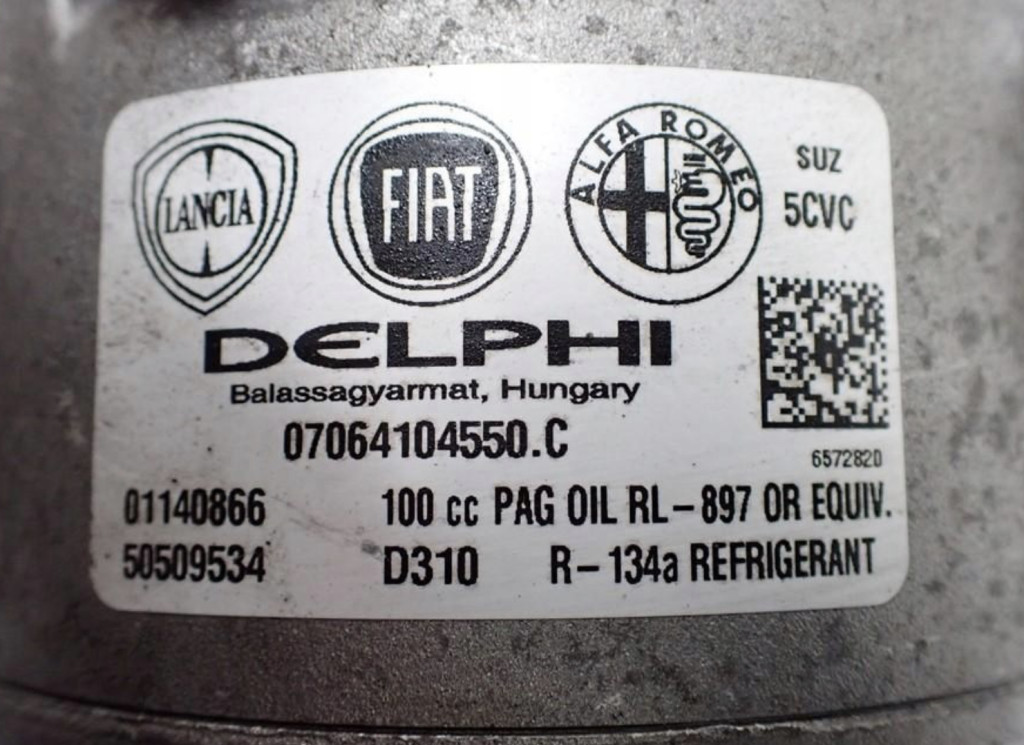 LANCIA
FIAT
ALFA ROMEO
SUZ
5CVC
DELPHI
Balassagyarmat, Hungary
07064104550.C
6572820
01140866 100 cc PAG OIL RL-897 OR EQUIV.
50509534 D310 R-134a REFRIGERANT